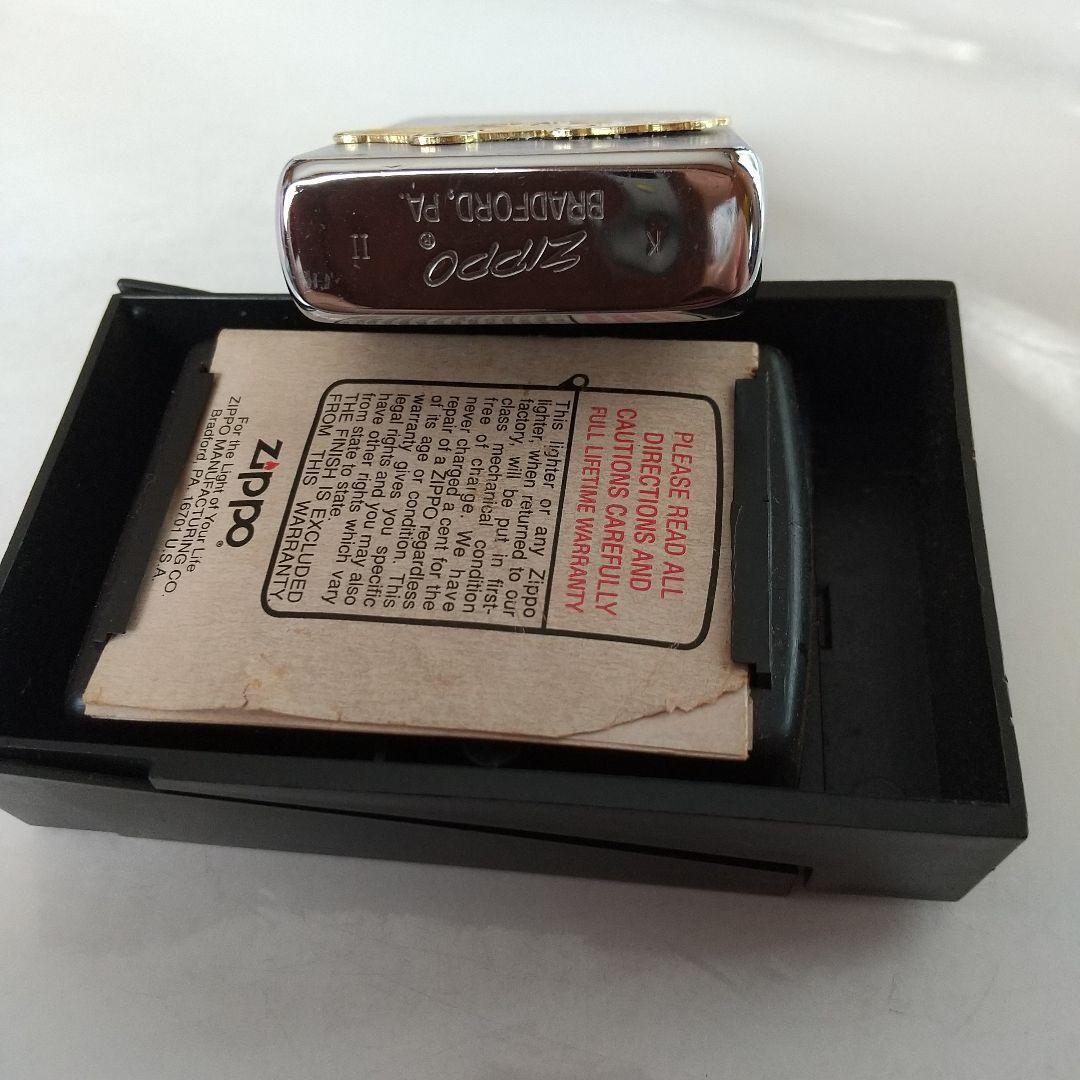 K
ZIPPO®
II
BRADFORD, PA.
PLEASE READ ALL
DIRECTIONS AND
CAUTIONS CAREFULLY
FULL LIFETIME WARRANTY
This lighter or any Zippo
lighter, when returned to our
factory, will be put in first-
class mechanical condition
free of charge. We have
never charged a cent for the
repair of a ZIPPO regardless
of its age or condition. This
warranty gives you specific
legal rights and you may also
have other rights which vary
from state to state.
THE FINISH IS EXCLUDED
FROM THIS WARRANTY
zippo®
For the Light of Your Life
ZIPPO MANUFACTURING CO.
Bradford, PA. 16701 U.S.A.